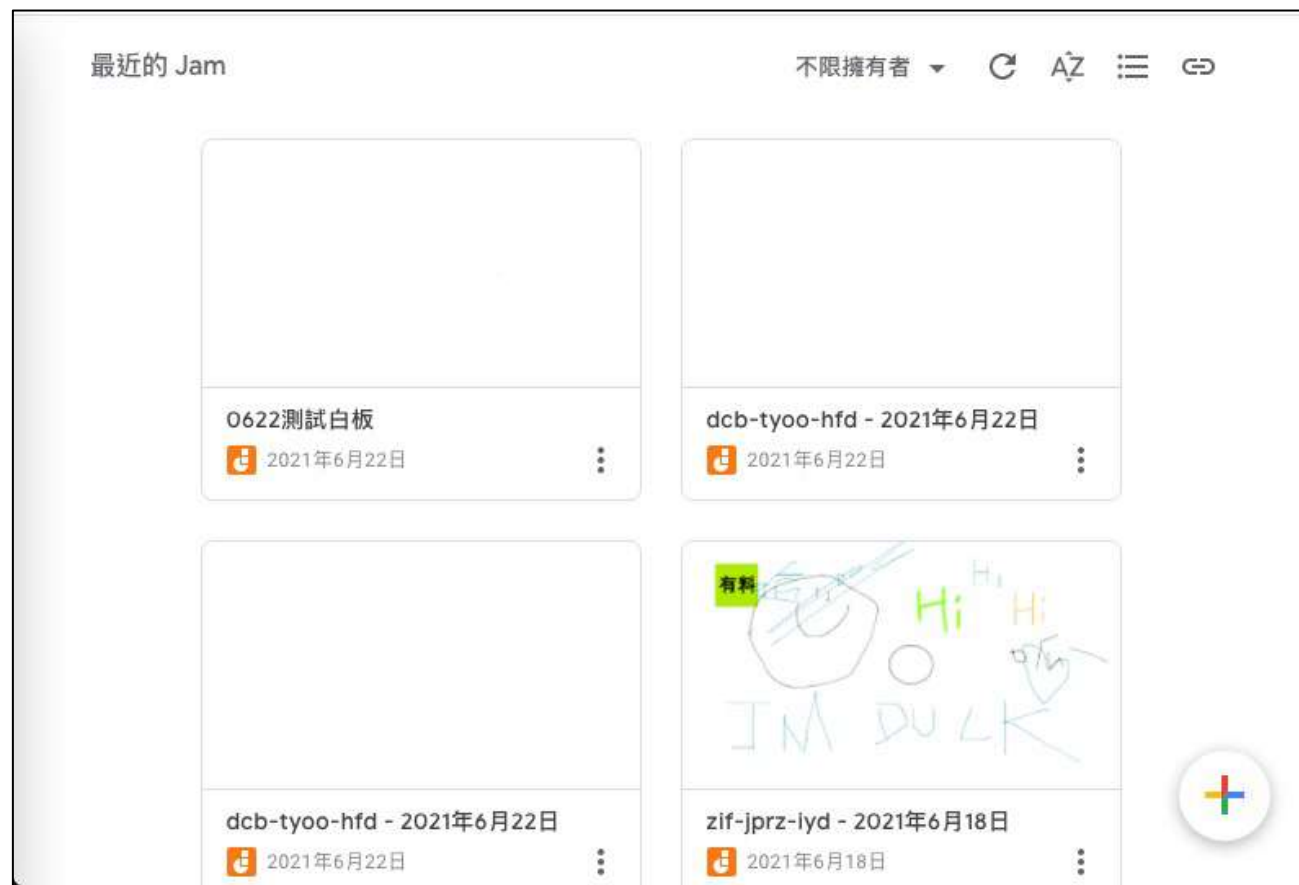 最近的 Jam
不限擁有者
AZ
0622測試白板
2021年6月22日
dcb-tyoo-hfd - 2021年6月22日
2021年6月22日
dcb-tyoo-hfd - 2021年6月22日
2021年6月22日
有料
Hi
Hi
Hi
IM DULK
zif-jprz-iyd - 2021年6月18日
2021年6月18日